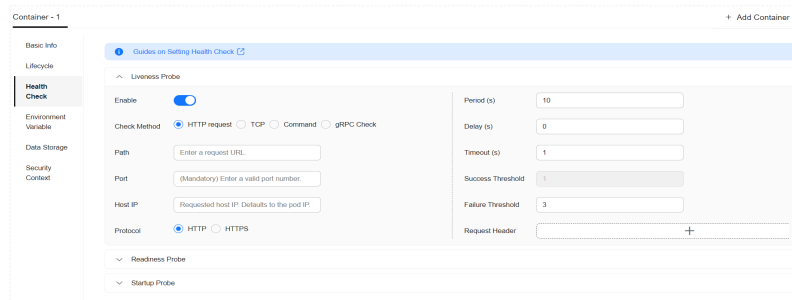 Container - 1
+ Add Container
Basic Info
Lifecycle
Health
Check
Environment
Variable
Data Storage
Security
Context
Guides on Setting Health Check
Liveness Probe
Enable
Check Method
HTTP request TCP Command gRPC Check
Path
Enter a request URL.
Port
(Mandatory) Enter a valid port number.
Host IP
Requested host IP. Defaults to the pod IP.
Protocol
HTTP HTTPS
Period (s)
10
Delay (s)
0
Timeout (s)
1
Success Threshold
1
Failure Threshold
3
Request Header
+
Readiness Probe
Startup Probe